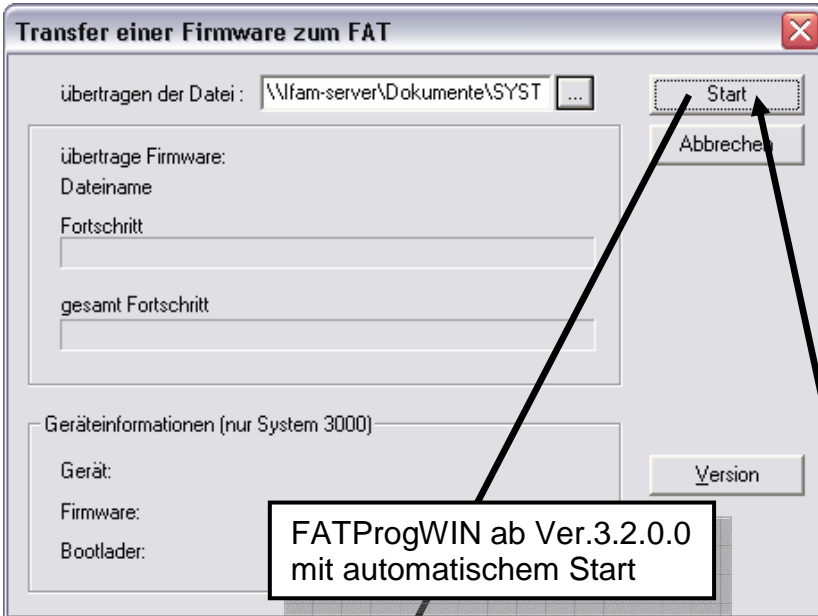 Transfer einer Firmware zum FAT
übertragen der Datei : \\Ifam-server\Dokumente\SYST ... Start
Abbrechen
übertrage Firmware:
Dateiname
Fortschritt
gesamt Fortschritt
Geräteinformationen (nur System 3000)
Gerät: Version
Firmware:
Bootlader:
FATProgWIN ab Ver.3.2.0.0
mit automatischem Start